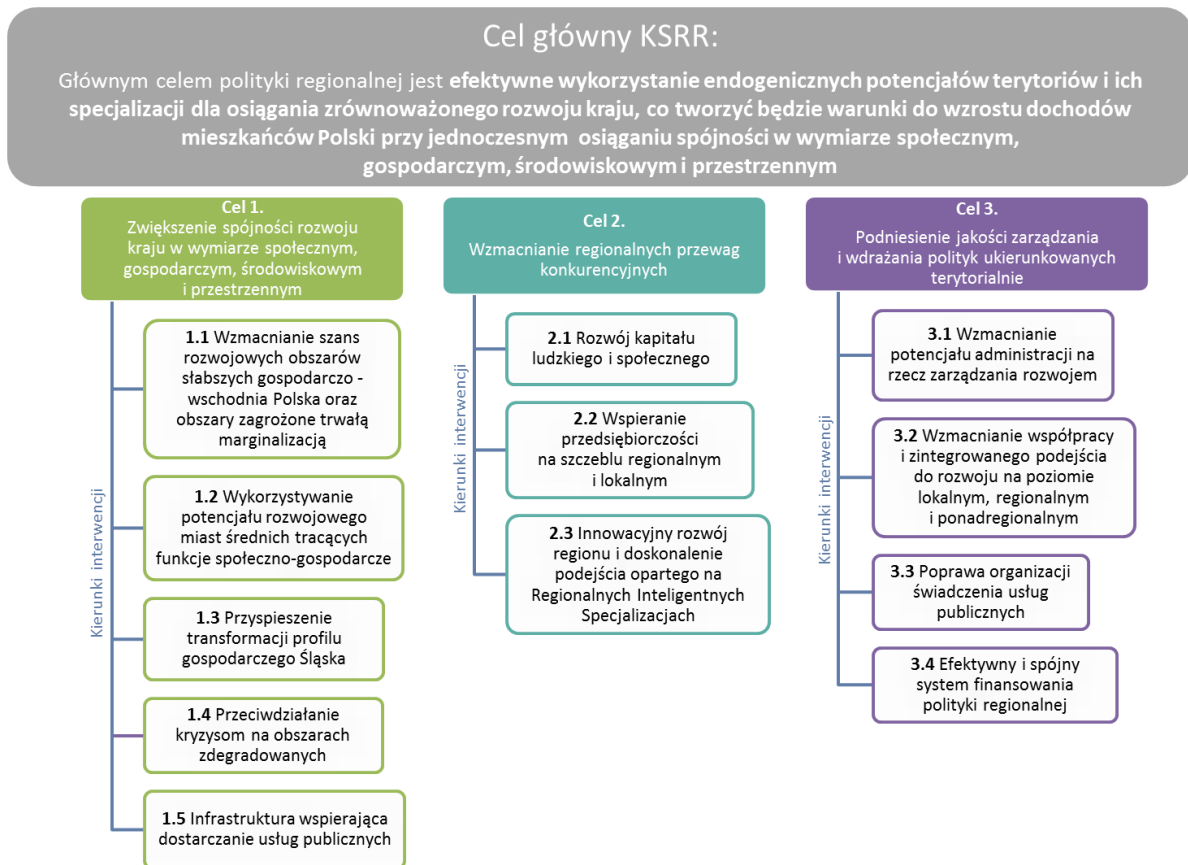 Cel główny KSRR:
Głównym celem polityki regionalnej jest efektywne wykorzystanie endogenicznych potencjałów terytoriów i ich
specjalizacji dla osiągania zrównoważonego rozwoju kraju, co tworzyć będzie warunki do wzrostu dochodów
mieszkańców Polski przy jednoczesnym osiąganiu spójności w wymiarze społecznym,
gospodarczym, środowiskowym i przestrzennym
Cel 1.
Zwiększenie spójności rozwoju
kraju w wymiarze społecznym,
gospodarczym, środowiskowym
i przestrzennym
Kierunki interwencji
1.1 Wzmacnianie szans
rozwojowych obszarów
słabszych gospodarczo -
wschodnia Polska oraz
obszary zagrożone trwałą
marginalizacją
1.2 Wykorzystywanie
potencjału rozwojowego
miast średnich tracących
funkcje społeczno-gospodarcze
1.3 Przyspieszenie
transformacji profilu
gospodarczego Śląska
1.4 Przeciwdziałanie
kryzysom na obszarach
zdegradowanych
1.5 Infrastruktura wspierająca
dostarczanie usług publicznych
Cel 2.
Wzmacnianie regionalnych przewag
konkurencyjnych
Kierunki interwencji
2.1 Rozwój kapitału
ludzkiego i społecznego
2.2 Wspieranie
przedsiębiorczości
na szczeblu regionalnym
i lokalnym
2.3 Innowacyjny rozwój
regionu i doskonalenie
podejścia opartego na
Regionalnych Inteligentnych
Specjalizacjach
Cel 3.
Podniesienie jakości zarządzania
i wdrażania polityk ukierunkowanych
terytorialnie
Kierunki interwencji
3.1 Wzmacnianie
potencjału administracji na
rzecz zarządzania rozwojem
3.2 Wzmacnianie współpracy
i zintegrowanego podejścia
do rozwoju na poziomie
lokalnym, regionalnym
i ponadregionalnym
3.3 Poprawa organizacji
świadczenia usług
publicznych
3.4 Efektywny i spójny
system finansowania
polityki regionalnej